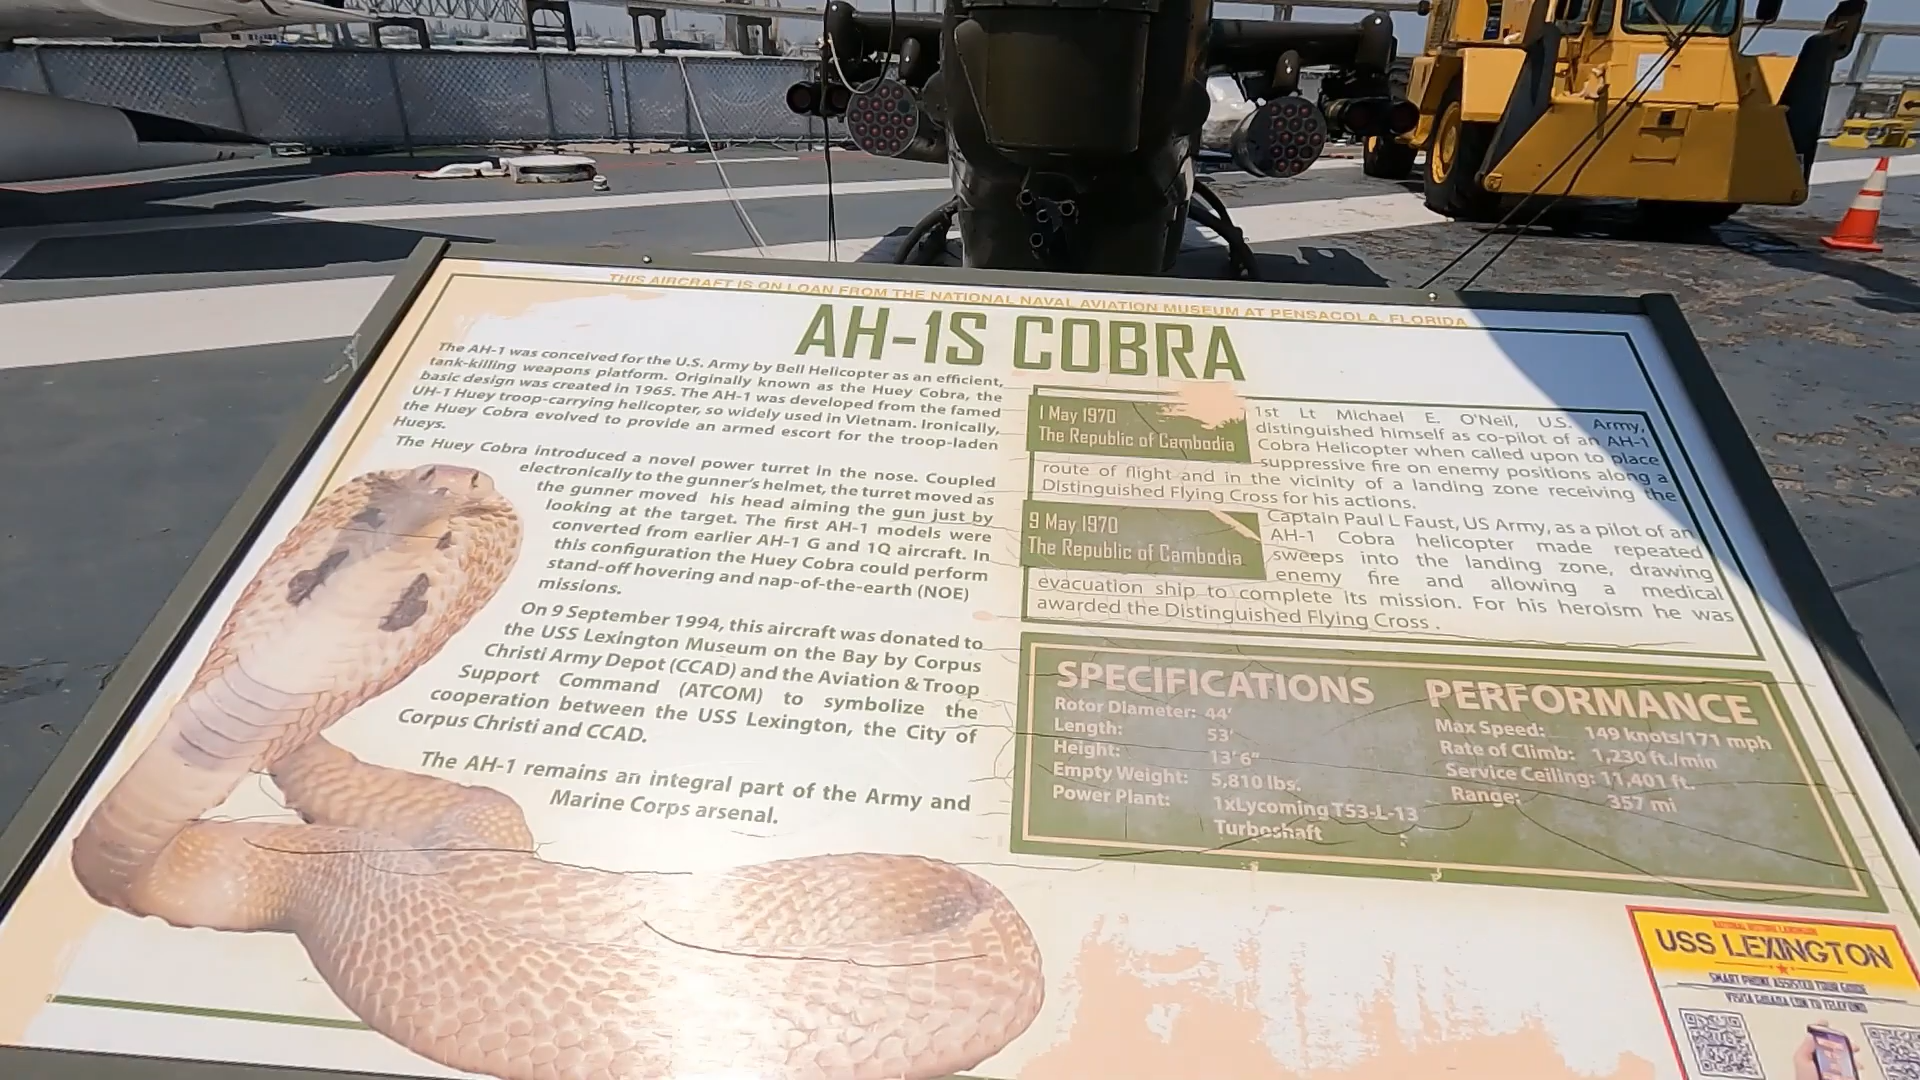 THIS AIRCRAFT IS ON LOAN FROM THE NATIONAL NAVAL AVIATION MUSEUM AT PENSACOLA, FLORIDA
AH-1S COBRA
The AH-1 was conceived for the U.S. Army by Bell Helicopter as an efficient,
tank-killing weapons platform. Originally known as the Huey Cobra, the
basic design was created in 1965. The AH-1 was developed from the famed
UH-1 Huey troop-carrying helicopter, so widely used in Vietnam. Ironically,
the Huey Cobra evolved to provide an armed escort for the troop-laden
Hueys.
The Huey Cobra introduced a novel power turret in the nose. Coupled
electronically to the gunner's helmet, the turret moved as
the gunner moved his head aiming the gun just by
looking at the target. The first AH-1 models were
converted from earlier AH-1 G and 1Q aircraft. In
this configuration the Huey Cobra could perform
stand-off hovering and nap-of-the-earth (NOE)
missions.
On 9 September 1994, this aircraft was donated to
the USS Lexington Museum on the Bay by Corpus
Christi Army Depot (CCAD) and the Aviation & Troop
Support Command (ATCOM) to symbolize the
cooperation between the USS Lexington, the City of
Corpus Christi and CCAD.
The AH-1 remains an integral part of the Army and
Marine Corps arsenal.
1 May 1970
The Republic of Cambodia
1st Lt Michael E. O'Neil, U.S. Army,
distinguished himself as co-pilot of an AH-1
Cobra Helicopter when called upon to place
suppressive fire on enemy positions along a
route of flight and in the vicinity of a landing zone receiving the
Distinguished Flying Cross for his actions.
9 May 1970
The Republic of Cambodia
Captain Paul L Faust, US Army, as a pilot of an
AH-1 Cobra helicopter made repeated
sweeps into the landing zone, drawing
enemy fire and allowing a medical
evacuation ship to complete its mission. For his heroism he was
awarded the Distinguished Flying Cross .
SPECIFICATIONS
Rotor Diameter: 44'
Length: 53'
Height: 13'6"
Empty Weight: 5,810 lbs.
Power Plant: 1xLycoming T53-L-13
Turboshaft
PERFORMANCE
Max Speed: 149 knots/171 mph
Rate of Climb: 1,230 ft./min
Service Ceiling: 11,401 ft.
Range: 357 mi
NATIONAL HISTORIC LANDMARK
USS LEXINGTON
SMART PHONE ASSISTED TOUR GUIDE
VISITA GUIADA CON TU TELEFONO